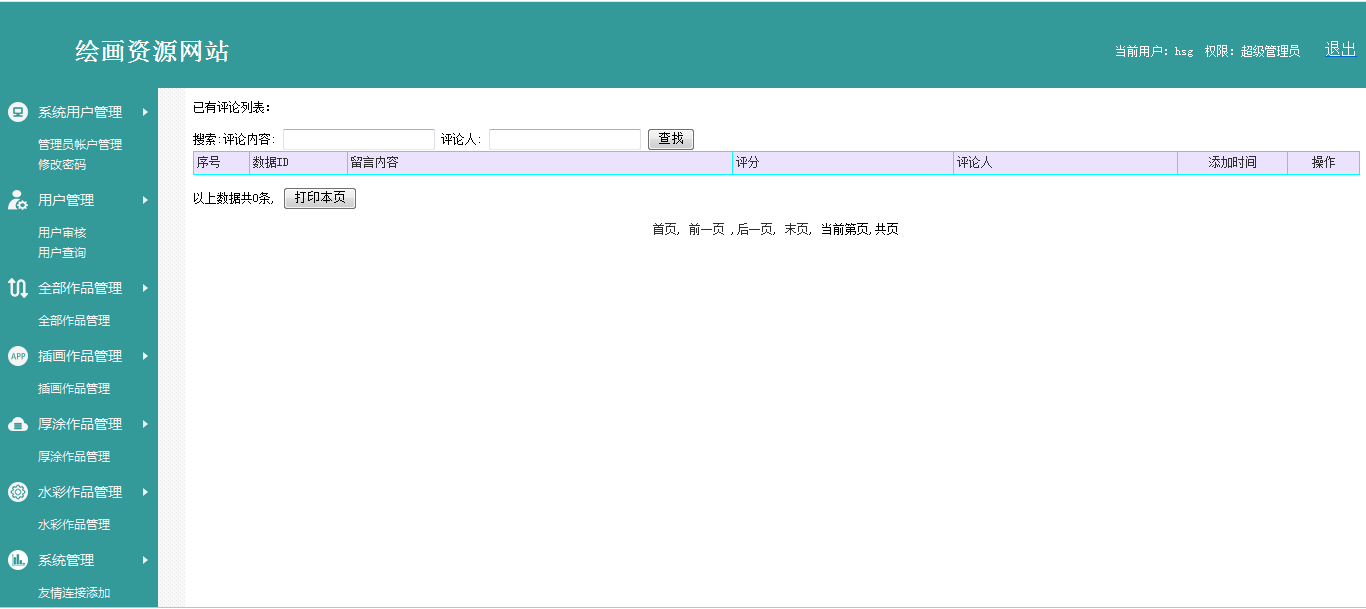 绘画资源网站
当前用户：hsg 权限：超级管理员 退出
系统用户管理
管理员帐户管理
修改密码
用户管理
用户审核
用户查询
全部作品管理
全部作品管理
APP 插画作品管理
插画作品管理
厚涂作品管理
厚涂作品管理
水彩作品管理
水彩作品管理
系统管理
友情连接添加
已有评论列表：
搜索:评论内容： 评论人： 查找
序号 数据ID 留言内容 评分 评论人 添加时间 操作
以上数据共0条, 打印本页
首页, 前一页 ,后一页, 末页, 当前第页,共页